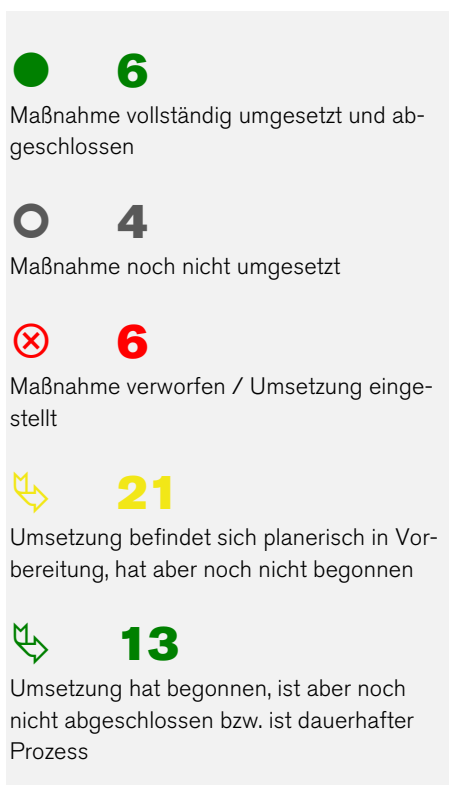 6
Maßnahme vollständig umgesetzt und ab-
geschlossen
4
Maßnahme noch nicht umgesetzt
6
Maßnahme verworfen / Umsetzung einge-
stellt
21
Umsetzung befindet sich planerisch in Vor-
bereitung, hat aber noch nicht begonnen
13
Umsetzung hat begonnen, ist aber noch
nicht abgeschlossen bzw. ist dauerhafter
Prozess